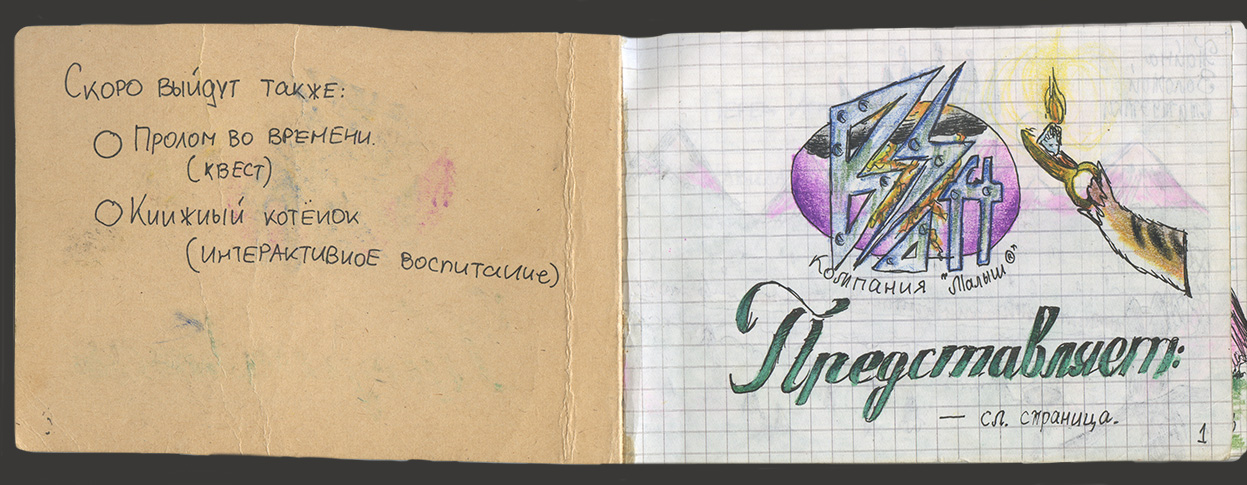 Скоро выйдут также:
Пролом во времени.
(квест)
Книжный котёнок
(интерактивное воспитание)
Компания "Малыш®"
Представляет:
— сл. страница.
1